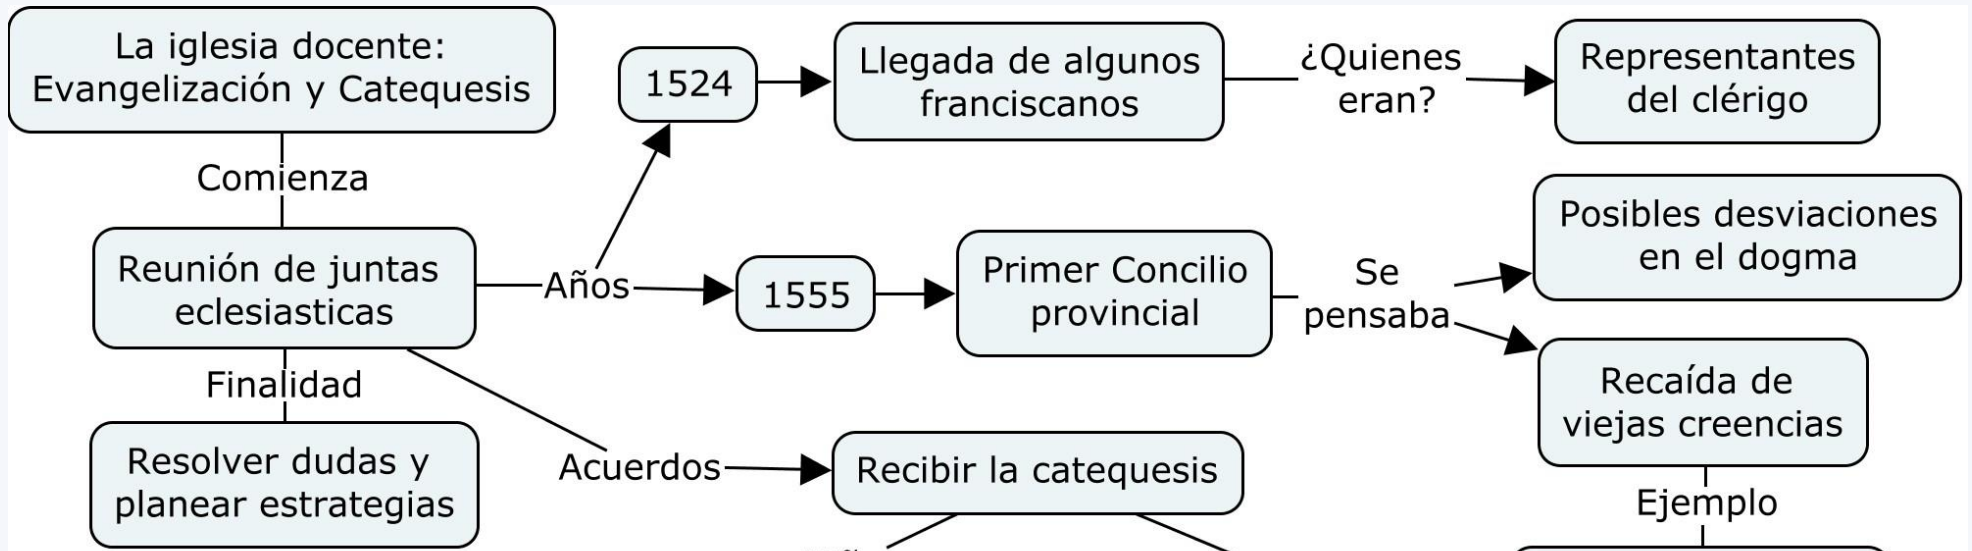 La iglesia docente:
Evangelización y Catequesis
Comienza
Reunión de juntas
eclesiasticas
Finalidad
Resolver dudas y
planear estrategias
Años
1524
Llegada de algunos
franciscanos
¿Quienes
eran?
Representantes
del clérigo
1555
Primer Concilio
provincial
Se
pensaba
Posibles desviaciones
en el dogma
Recaída de
viejas creencias
Ejemplo
Acuerdos
Recibir la catequesis